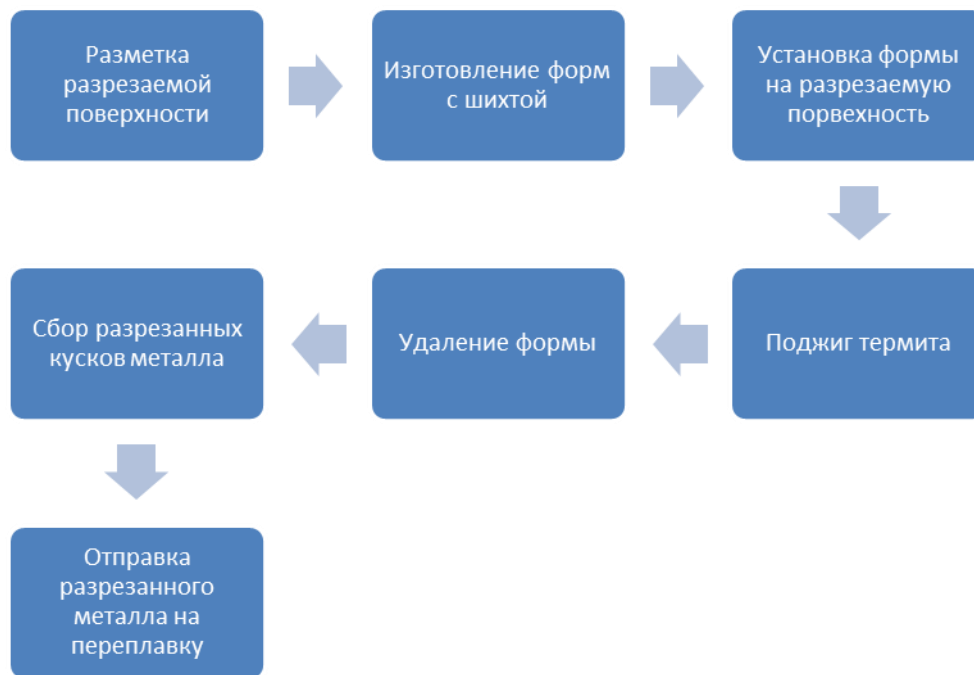 Разметка
разрезаемой
поверхности
Изготовление форм
с шихтой
Установка формы
на разрезаемую
порвехность
Поджиг термита
Удаление формы
Сбор разрезанных
кусков металла
Отправка
разрезанного
металла на
переплавку